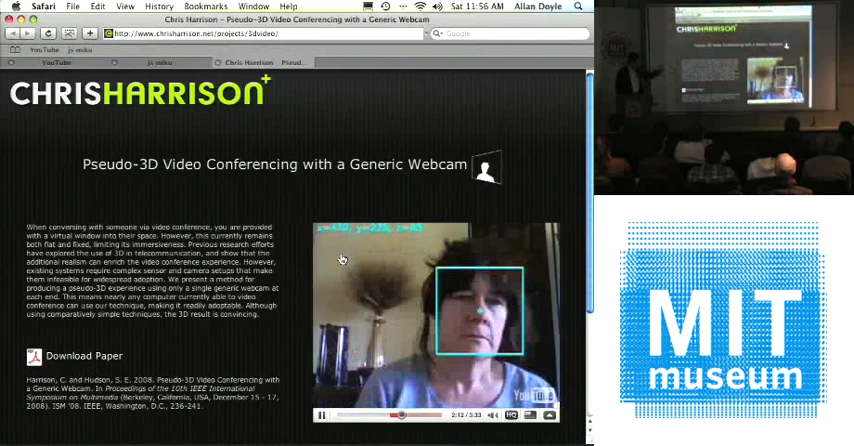 Safari File Edit View History Bookmarks Window Help Sat 11:56 AM Allan Doyle
Chris Harrison – Pseudo-3D Video Conferencing with a Generic Webcam
http://www.chrisharrison.net/projects/3dvideo/
Google
YouTube js miku
YouTube js miku Chris Harrison Pseud...
CHRISHARRISON+
Pseudo-3D Video Conferencing with a Generic Webcam
When conversing with someone via video conference, you are provided
with a virtual window into their space. However, this currently remains
both flat and fixed, limiting its immersiveness. Previous research efforts
have explored the use of 3D in telecommunication, and show that the
additional realism can enrich the video conference experience. However,
existing systems require complex sensor and camera setups that make
them infeasible for widespread adoption. We present a method for
producing a pseudo-3D experience using only a single generic webcam at
each end. This means nearly any computer currently able to video
conference can use our technique, making it readily adoptable. Although
using comparatively simple techniques, the 3D result is convincing.
Download Paper
Harrison, C. and Hudson, S. E. 2008. Pseudo-3D Video Conferencing with
a Generic Webcam. In Proceedings of the 10th IEEE International
Symposium on Multimedia (Berkeley, California, USA, December 15 - 17,
2008). ISM '08. IEEE, Washington, D.C., 236-241.
YouTube
2:12 / 3:33 HQ
CHRISHARRISON
MIT
museum